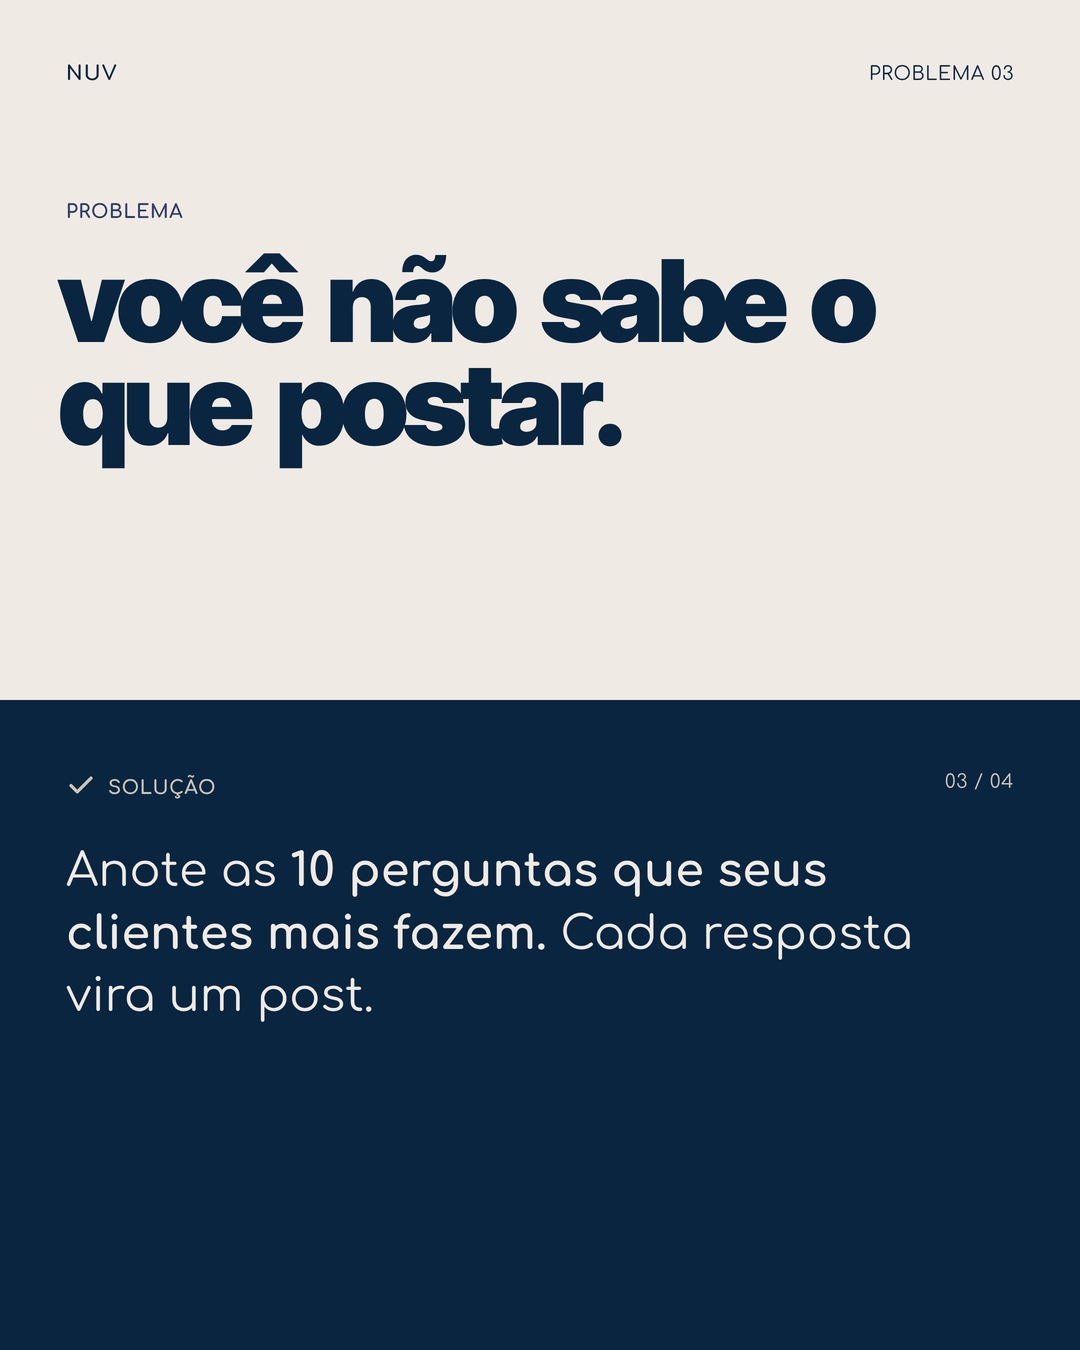 NUV
PROBLEMA 03
PROBLEMA
você não sabe o
que postar.
SOLUÇÃO
03 / 04
Anote as 10 perguntas que seus
clientes mais fazem. Cada resposta
vira um post.